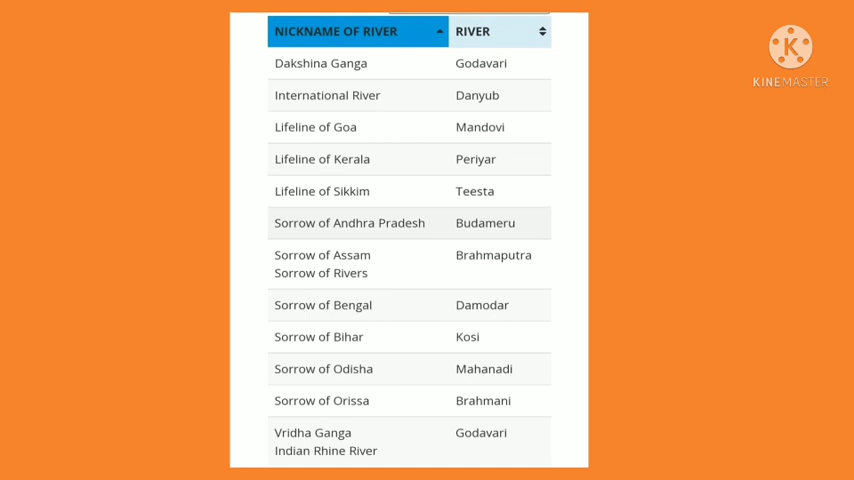 NICKNAME OF RIVER RIVER
Dakshina Ganga Godavari
International River Danyub
Lifeline of Goa Mandovi
Lifeline of Kerala Periyar
Lifeline of Sikkim Teesta
Sorrow of Andhra Pradesh Budameru
Sorrow of Assam Brahmaputra
Sorrow of Rivers
Sorrow of Bengal Damodar
Sorrow of Bihar Kosi
Sorrow of Odisha Mahanadi
Sorrow of Orissa Brahmani
Vridha Ganga Godavari
Indian Rhine River
K
KINEMASTER